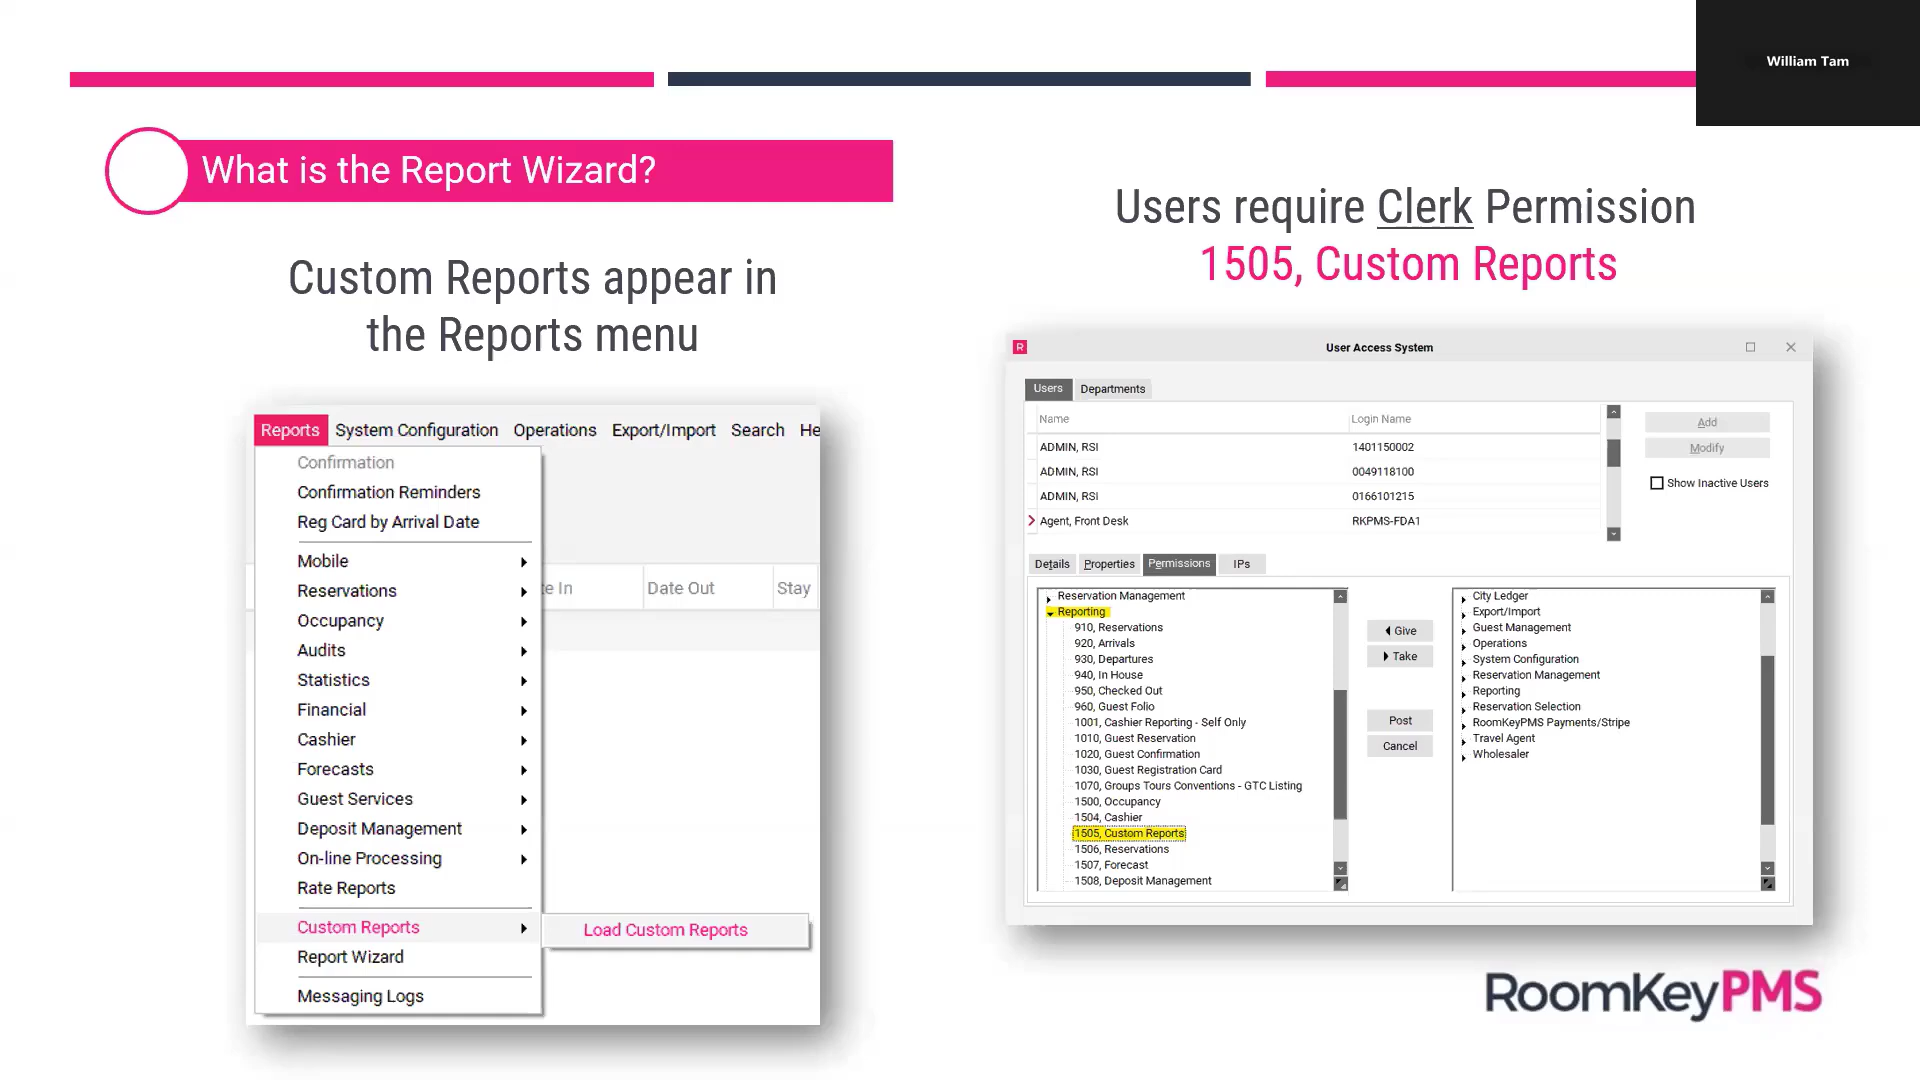 William Tam
What is the Report Wizard?
Custom Reports appear in
the Reports menu
Reports System Configuration Operations Export/Import Search He
Confirmation
Confirmation Reminders
Reg Card by Arrival Date
Mobile
Reservations
Occupancy
Audits
Statistics
Financial
Cashier
Forecasts
Guest Services
Deposit Management
On-line Processing
Rate Reports
Custom Reports
Load Custom Reports
Report Wizard
Messaging Logs
e In Date Out Stay
Users require Clerk Permission
1505, Custom Reports
R User Access System
Users Departments
Name Login Name
ADMIN, RSI 1401150002
ADMIN, RSI 0049118100
ADMIN, RSI 0166101215
Agent, Front Desk RKPMS-FDA1
Add
Modify
Show Inactive Users
Details Properties Permissions IPs
Reservation Management
Reporting
910, Reservations
920, Arrivals
930, Departures
940, In House
950, Checked Out
960, Guest Folio
1001, Cashier Reporting - Self Only
1010, Guest Reservation
1020, Guest Confirmation
1030, Guest Registration Card
1070, Groups Tours Conventions - GTC Listing
1500, Occupancy
1504, Cashier
1505, Custom Reports
1506, Reservations
1507, Forecast
1508, Deposit Management
Give
Take
Post
Cancel
City Ledger
Export/Import
Guest Management
Operations
System Configuration
Reservation Management
Reporting
Reservation Selection
RoomKeyPMS Payments/Stripe
Travel Agent
Wholesaler
RoomKeyPMS